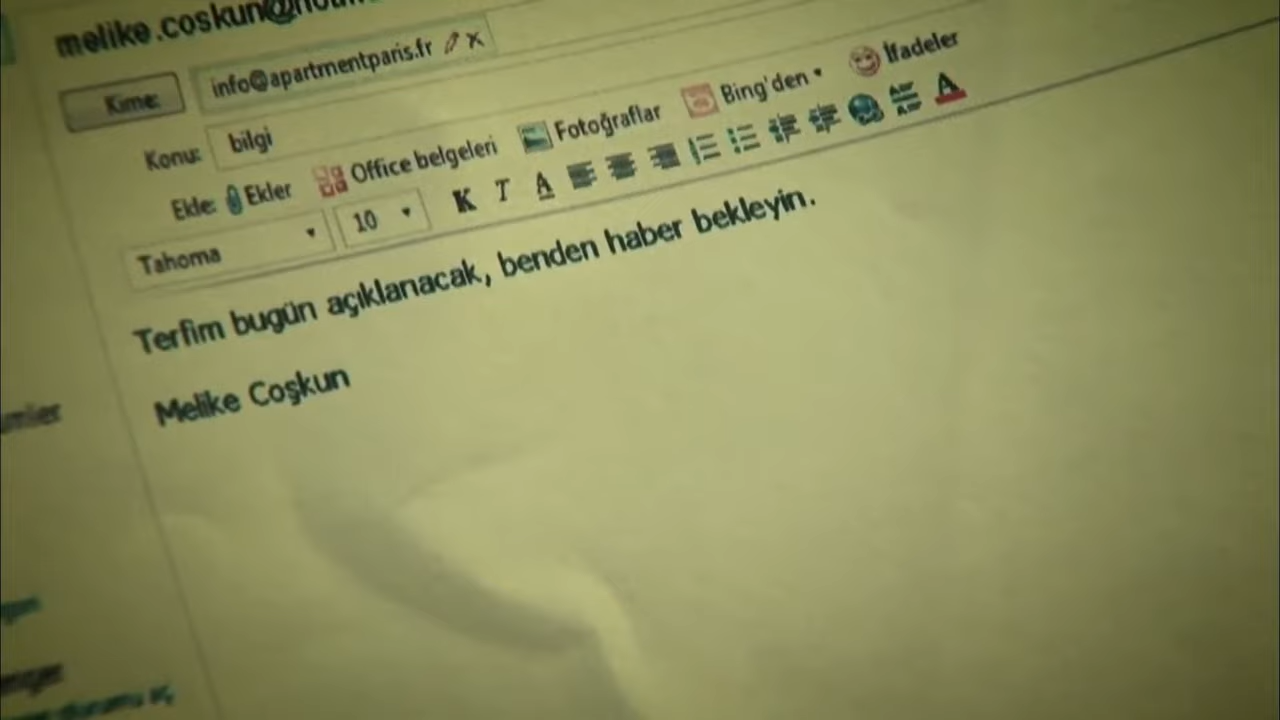 melike.coskun@
Kime:
info@apartmentparis.fr
Konu:
bilgi
Ekle: Ekler Office belgeleri Fotoğraflar Bing'den İfadeler
Tahoma 10 K T A A
Terfim bugün açıklanacak, benden haber bekleyin.
Melike Coşkun